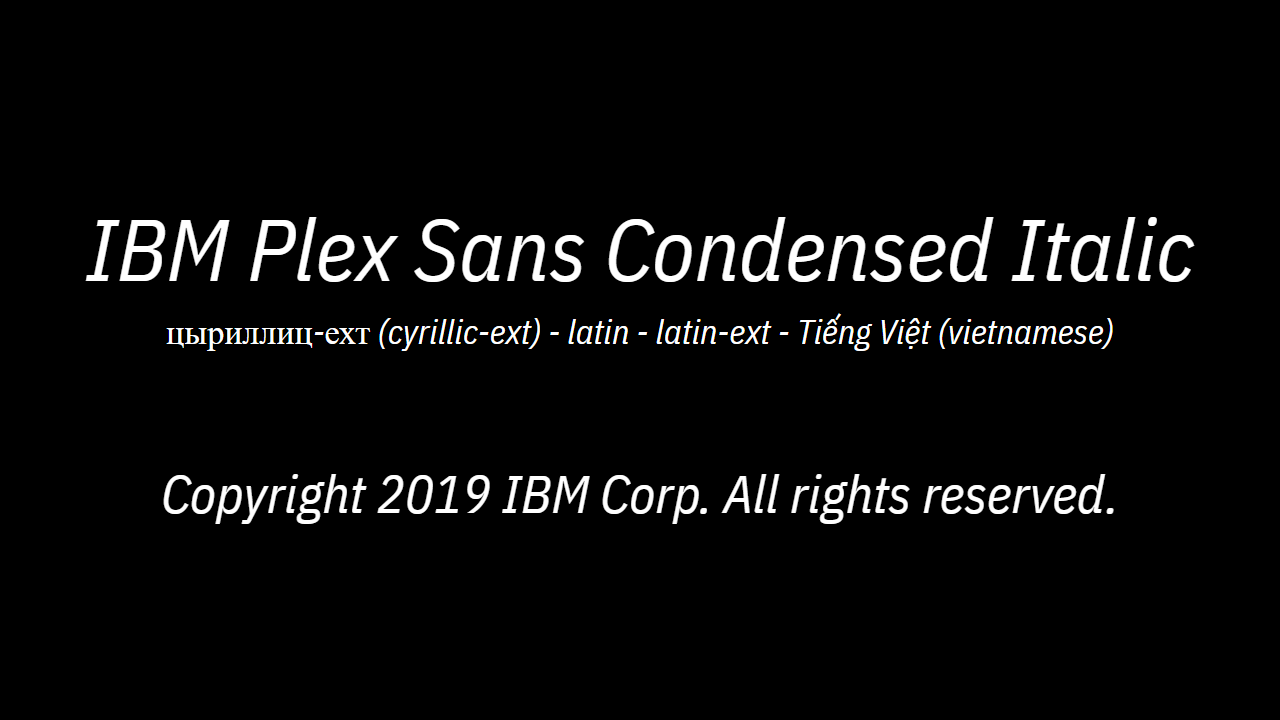 IBM Plex Sans Condensed Italic
цыриллиц-ехт (cyrillic-ext) - latin - latin-ext - Tiếng Việt (vietnamese)
Copyright 2019 IBM Corp. All rights reserved.